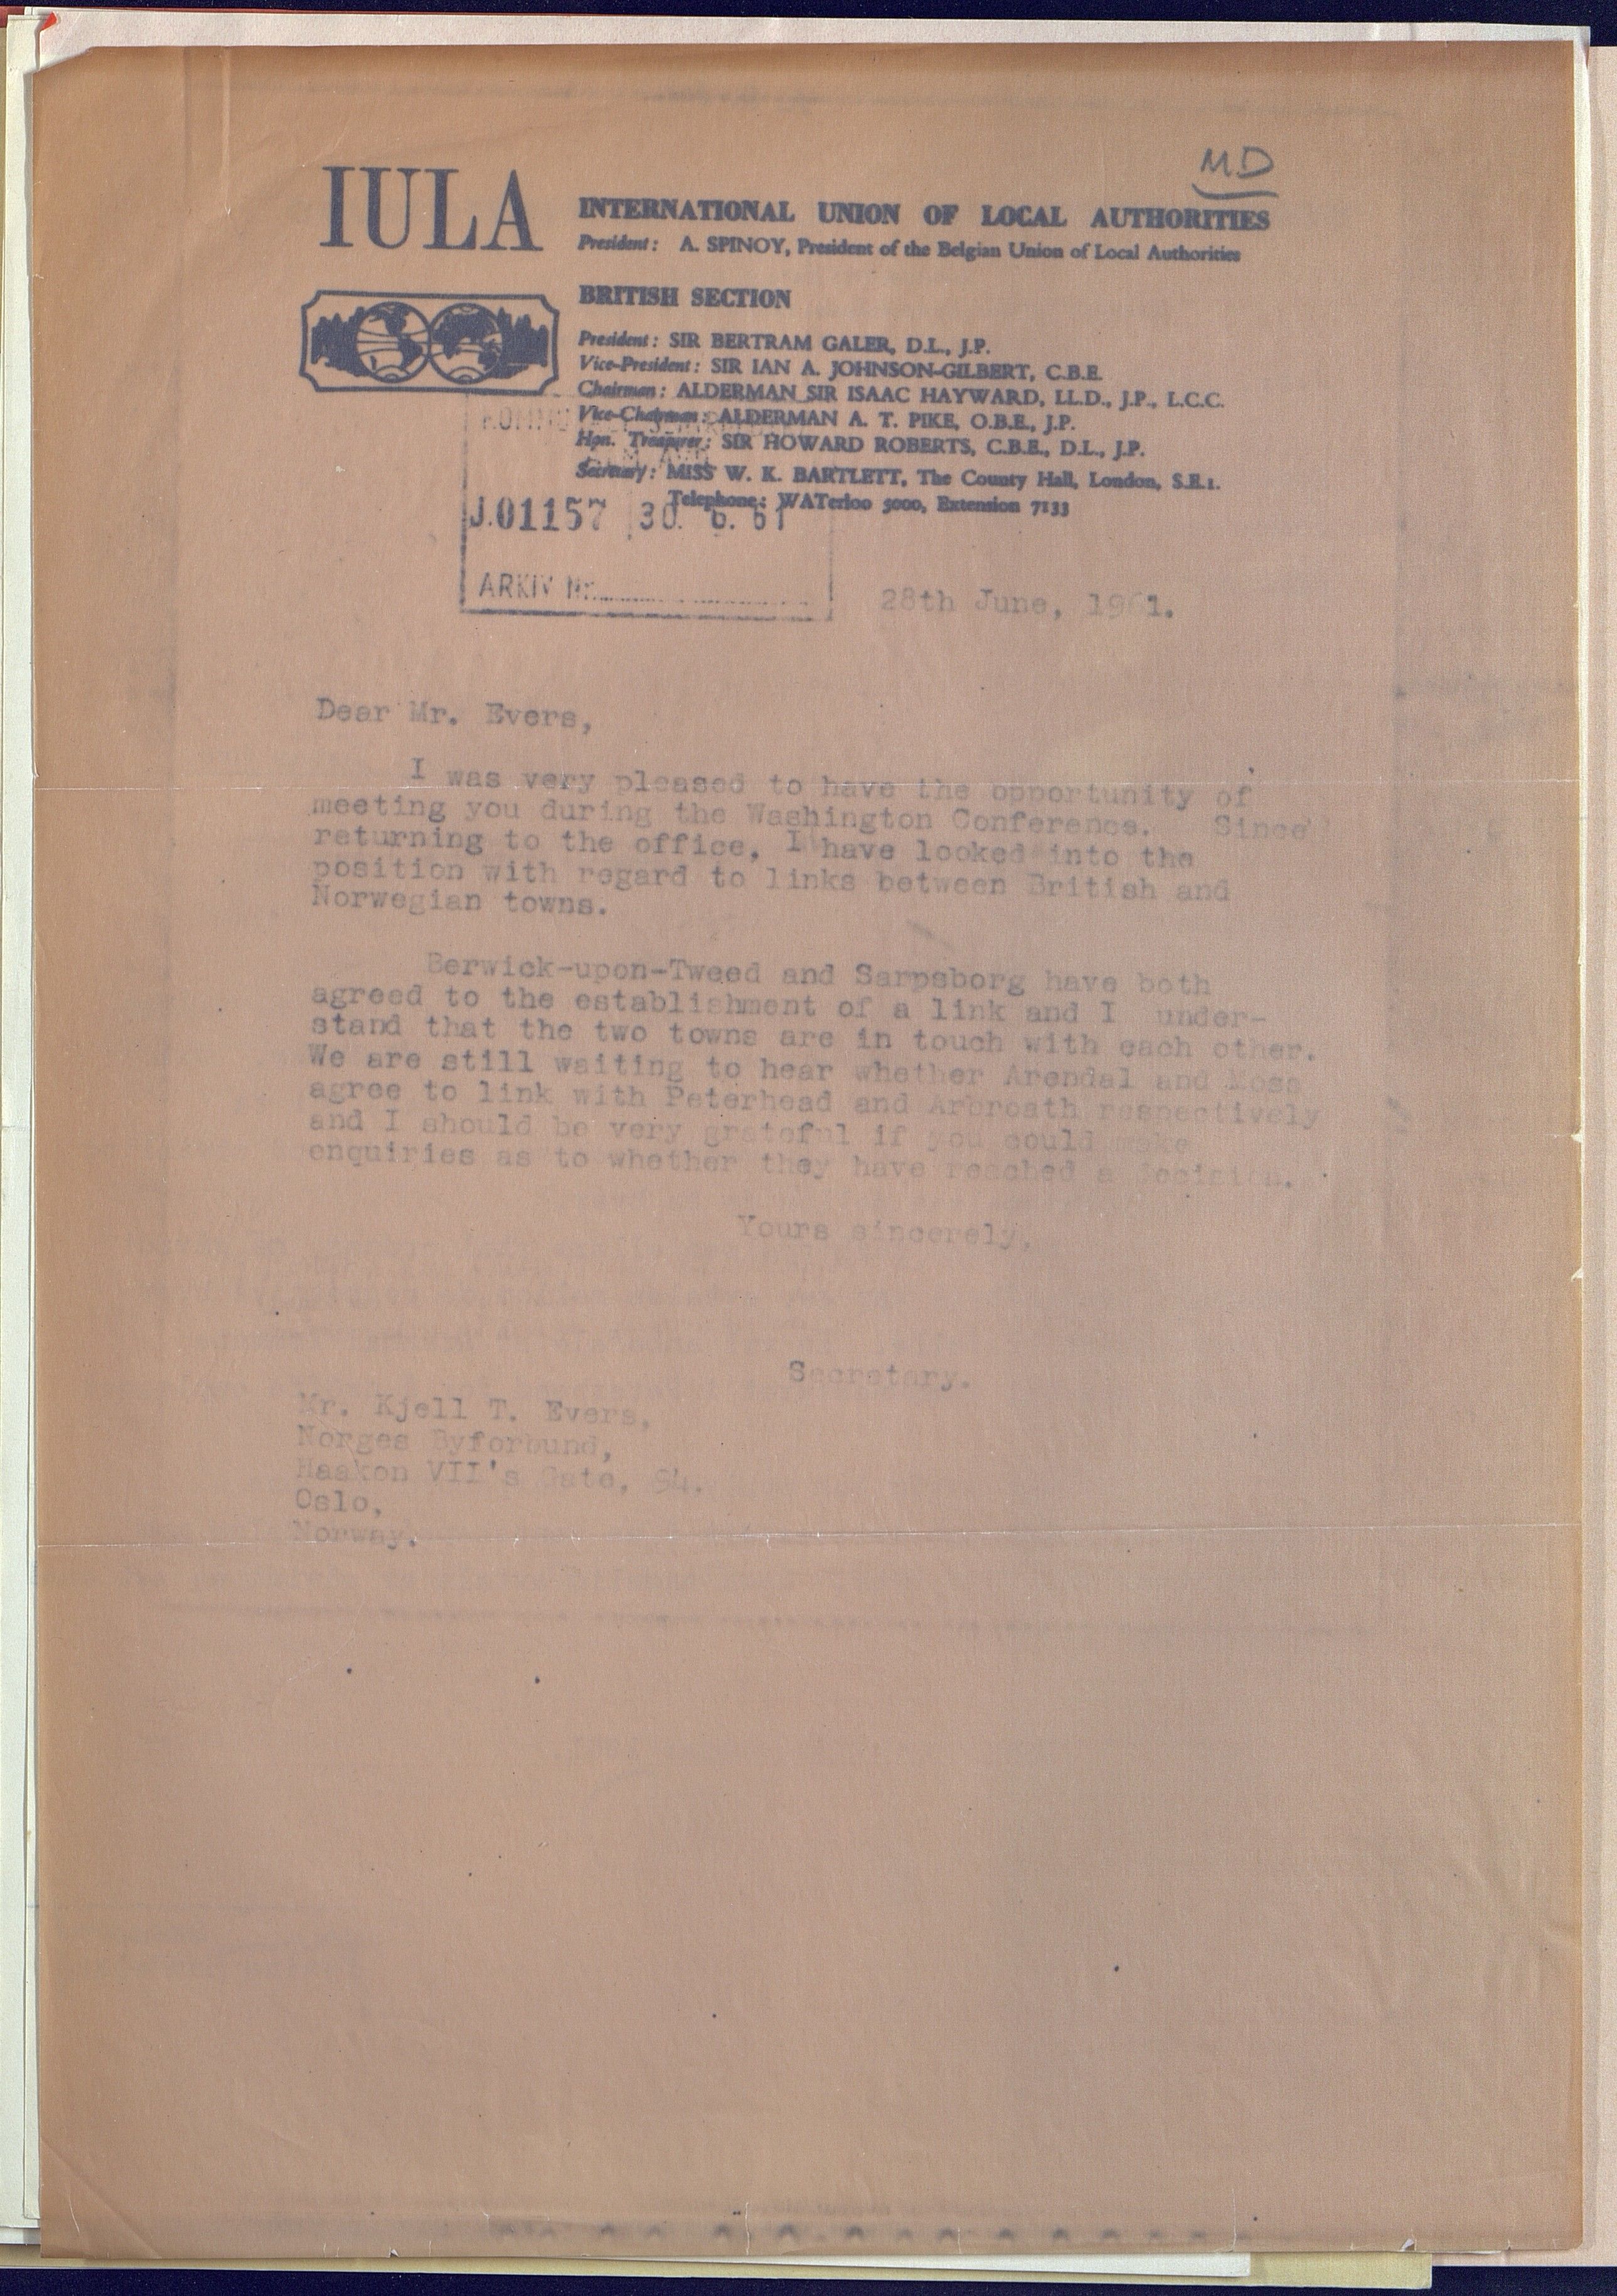 MD
IULA
INTERNATIONAL UNION OF LOCAL AUTHORITIES
President: A. SPINOY, President of the Belgian Union of Local Authorities
BRITISH SECTION
President: SIR BERTRAM GALER, D.L., J.P.
Vice-President: SIR IAN A. JOHNSON-GILBERT, C.B.E.
Chairman: ALDERMAN SIR ISAAC HAYWARD, LL.D., J.P., L.C.C.
Vice-Chairman: ALDERMAN A. T. PIKE, O.B.E., J.P.
Hon. Treasurer: SIR HOWARD ROBERTS, C.B.E., D.L., J.P.
Secretary: MISS W. K. BARTLETT, The County Hall, London, S.E.1.
Telephone: WATerloo 5000, Extension 7133
J.01157 30. 6. 61
ARKIV Nr.
28th June, 1961.
Dear Mr. Evers,
I was very pleased to have the opportunity of
meeting you during the Washington Conference. Since
returning to the office, I have looked into the
position with regard to links between British and
Norwegian towns.
Berwick-upon-Tweed and Sarpsborg have both
agreed to the establishment of a link and I under-
stand that the two towns are in touch with each other.
We are still waiting to hear whether Arendal and Moss
agree to link with Peterhead and Arbroath respectively
and I should be very grateful if you could make
enquiries as to whether they have reached a decision.
Yours sincerely,
Secretary.
Mr. Kjell T. Evers,
Norges Byforbund,
Haakon VII's Gate, 94.
Oslo,
Norway.